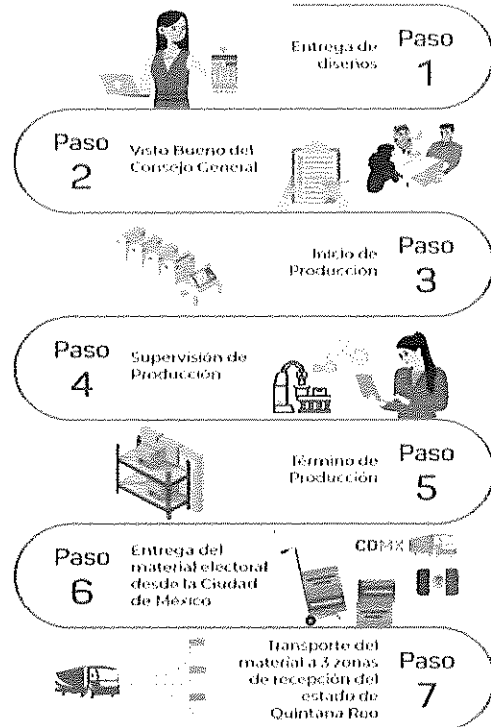 Entrega de
diseños
Paso
1
Paso
2
Visto Bueno del
Consejo General
Inicio de
Producción
Paso
3
Paso
4
Supervisión de
Producción
Término de
Producción
Paso
5
Paso
6
Entrega del
material electoral
desde la Ciudad
de México
CDMX
Transporte del
material a 3 zonas
de recepción del
estado de
Quintana Roo
Paso
7